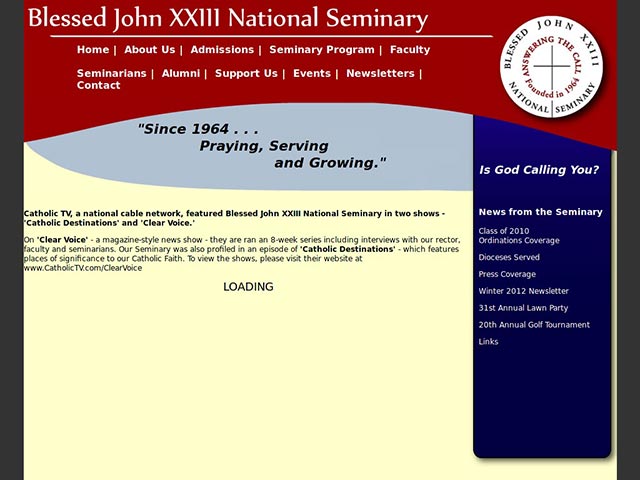 Blessed John XXIII National Seminary
Home | About Us | Admissions | Seminary Program | Faculty
Seminarians | Alumni | Support Us | Events | Newsletters |
Contact
BLESSED JOHN XXIII
NATIONAL SEMINARY
ANSWERING THE CALL
Founded in 1964
"Since 1964 . . .
Praying, Serving
and Growing."
Is God Calling You?
Catholic TV, a national cable network, featured Blessed John XXIII National Seminary in two shows -
'Catholic Destinations' and 'Clear Voice.'
On 'Clear Voice' - a magazine-style news show - they are ran an 8-week series including interviews with our rector,
faculty and seminarians. Our Seminary was also profiled in an episode of 'Catholic Destinations' - which features
places of significance to our Catholic Faith. To view the shows, please visit their website at
www.CatholicTV.com/ClearVoice
LOADING
News from the Seminary
Class of 2010
Ordinations Coverage
Dioceses Served
Press Coverage
Winter 2012 Newsletter
31st Annual Lawn Party
20th Annual Golf Tournament
Links